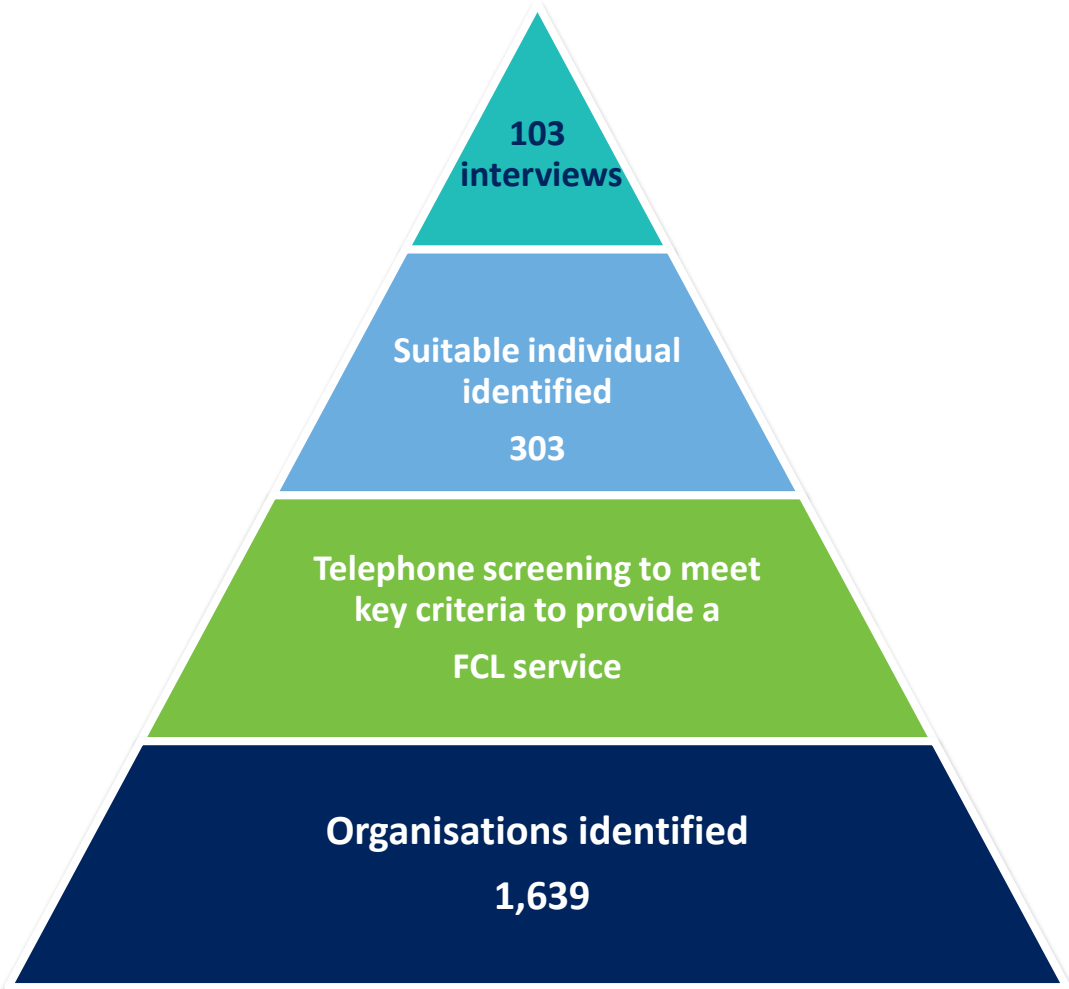 103
interviews
Suitable individual
identified
303
Telephone screening to meet
key criteria to provide a
FCL service
Organisations identified
1,639